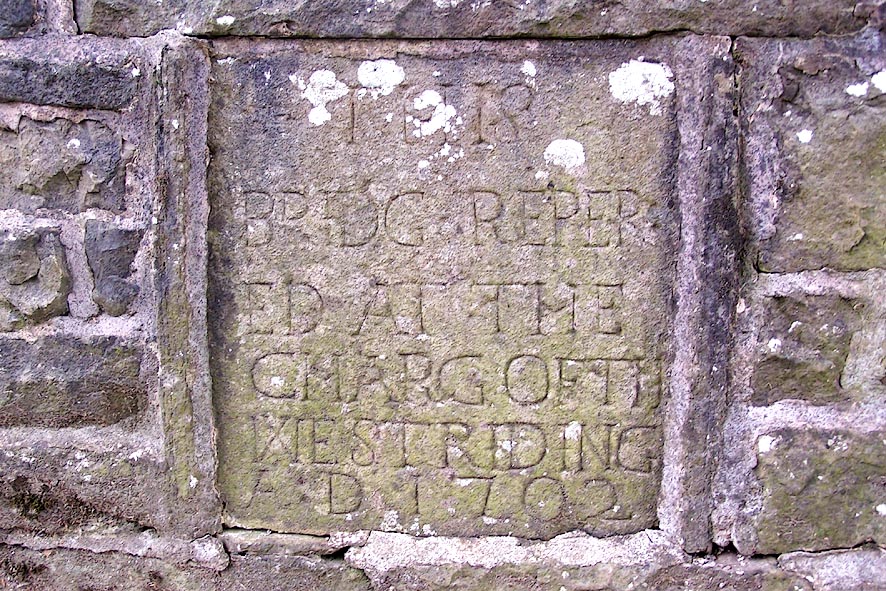 BRIDG REPER
ED AT THE
CHARG OF TH
WEST RIDING
A D 1702